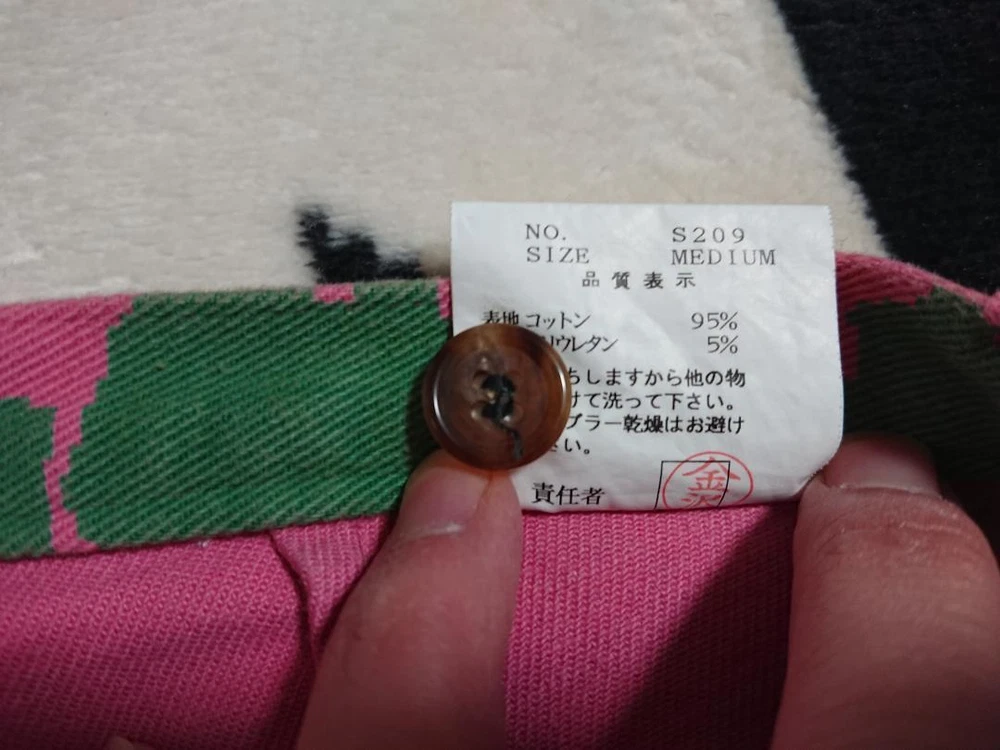 NO. S209
SIZE MEDIUM
品質表示
表地 コットン 95%
リウレタン 5%
ちしますから他の物
けて洗って下さい。
ブラー乾燥はお避け
さい。
責任者 金沢